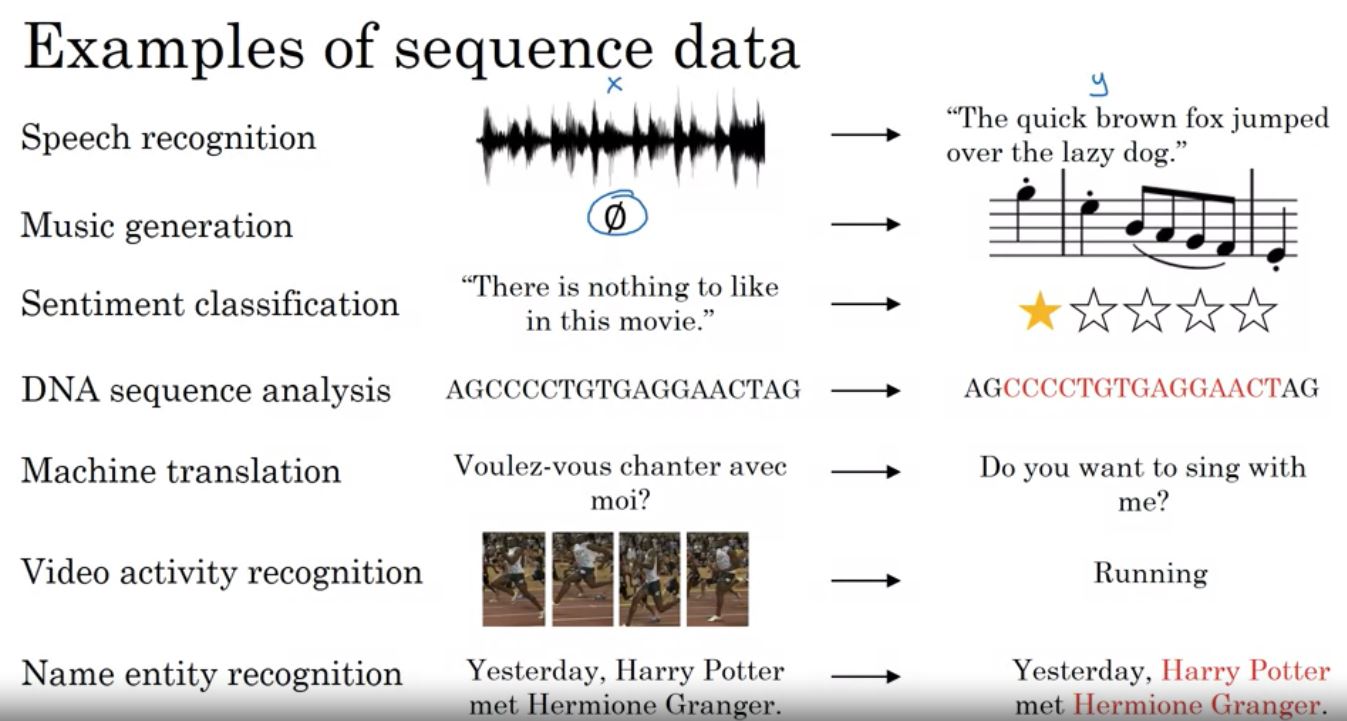 Examples of sequence data
x
y
Speech recognition
“The quick brown fox jumped
over the lazy dog.”
Music generation
∅
Sentiment classification
“There is nothing to like
in this movie.”
DNA sequence analysis
AGCCCCTGTGAGGAACTAG
AGCCCCTGTGAGGAACTAG
Machine translation
Voulez-vous chanter avec
moi?
Do you want to sing with
me?
Video activity recognition
Running
Name entity recognition
Yesterday, Harry Potter
met Hermione Granger.
Yesterday, Harry Potter
met Hermione Granger.